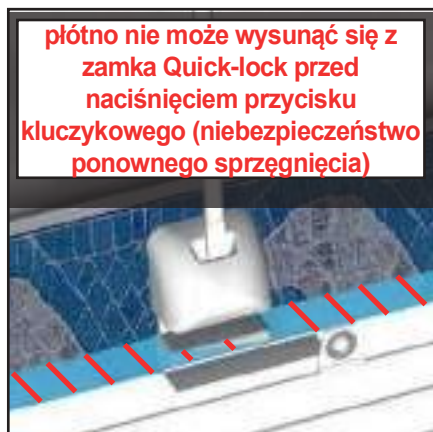 płótno nie może wysunąć się z
zamka Quick-lock przed
naciśnięciem przycisku
kluczykowego (niebezpieczeństwo
ponownego sprzęgnięcia)